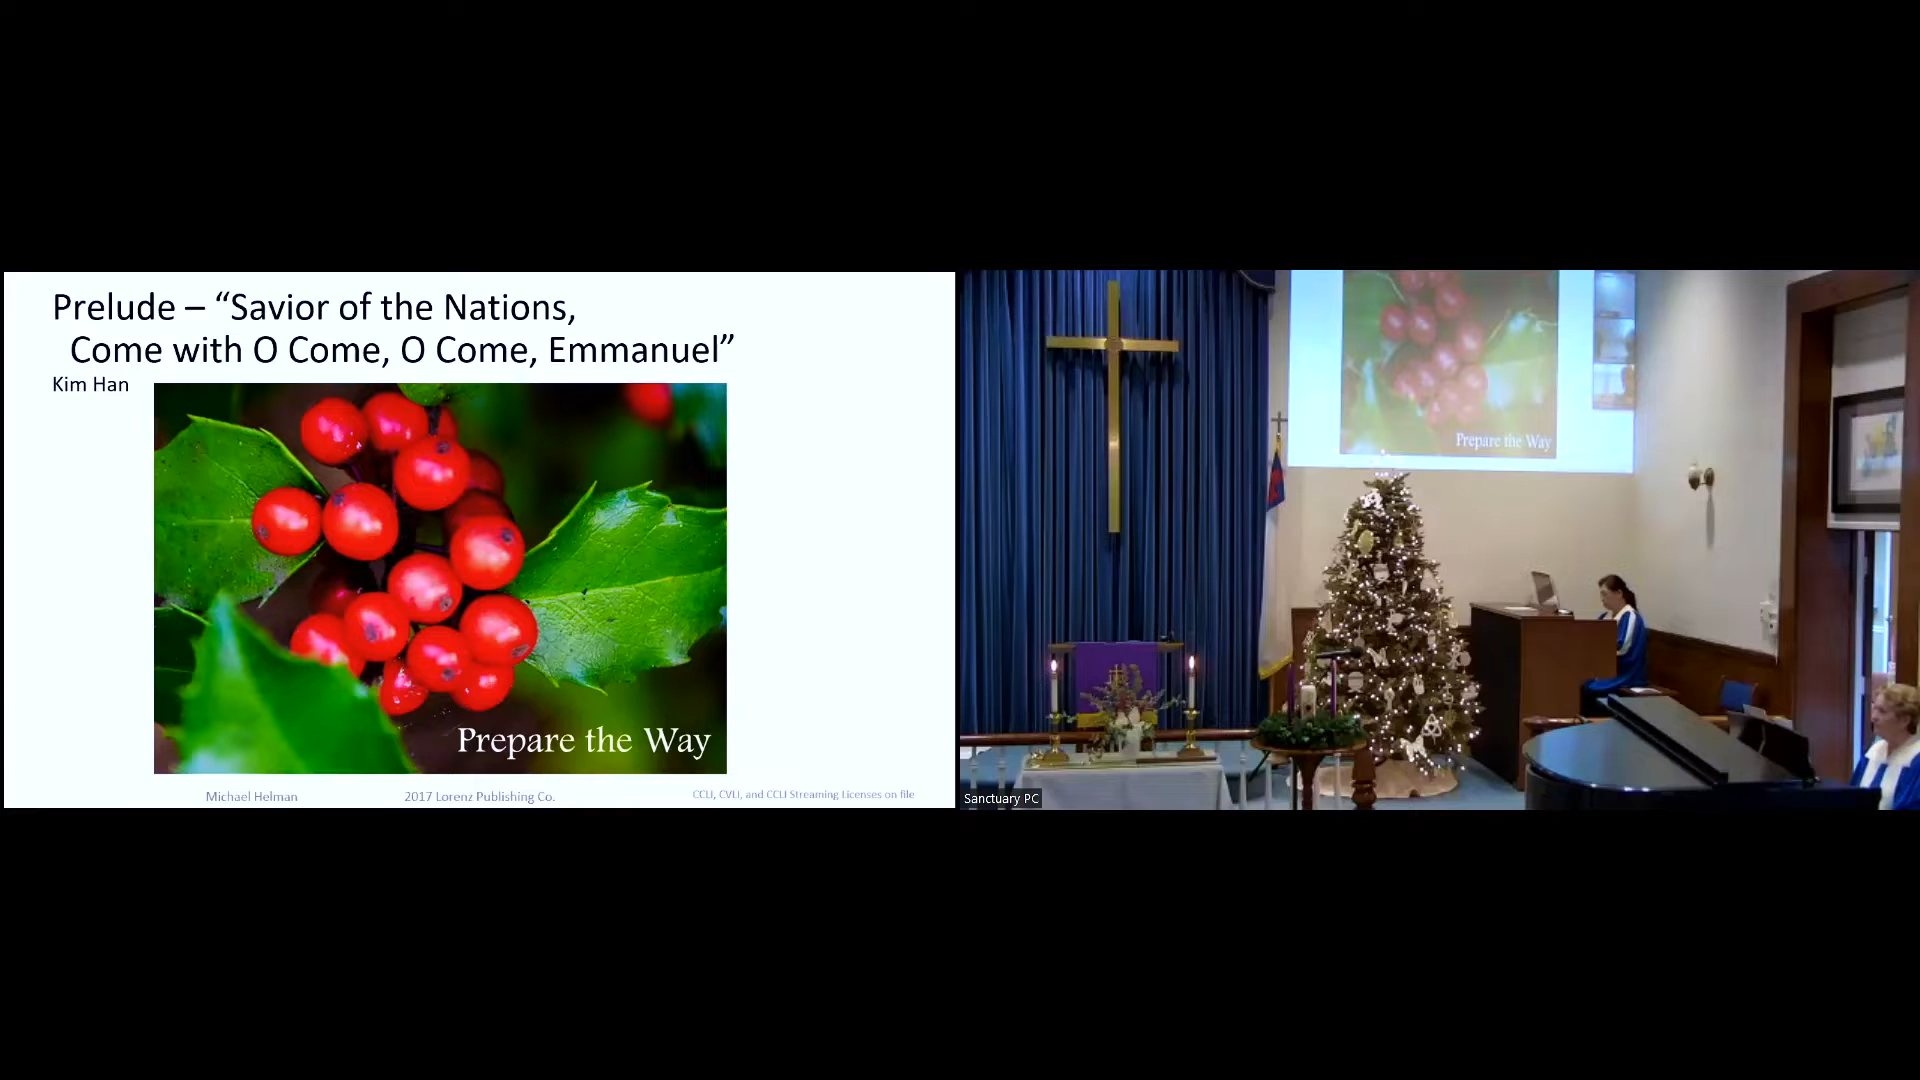 Prelude – “Savior of the Nations,
Come with O Come, O Come, Emmanuel”
Kim Han
Prepare the Way
Michael Helman 2017 Lorenz Publishing Co. CCLI, CVLI, and CCLI Streaming Licenses on file
Prepare the Way
Sanctuary PC